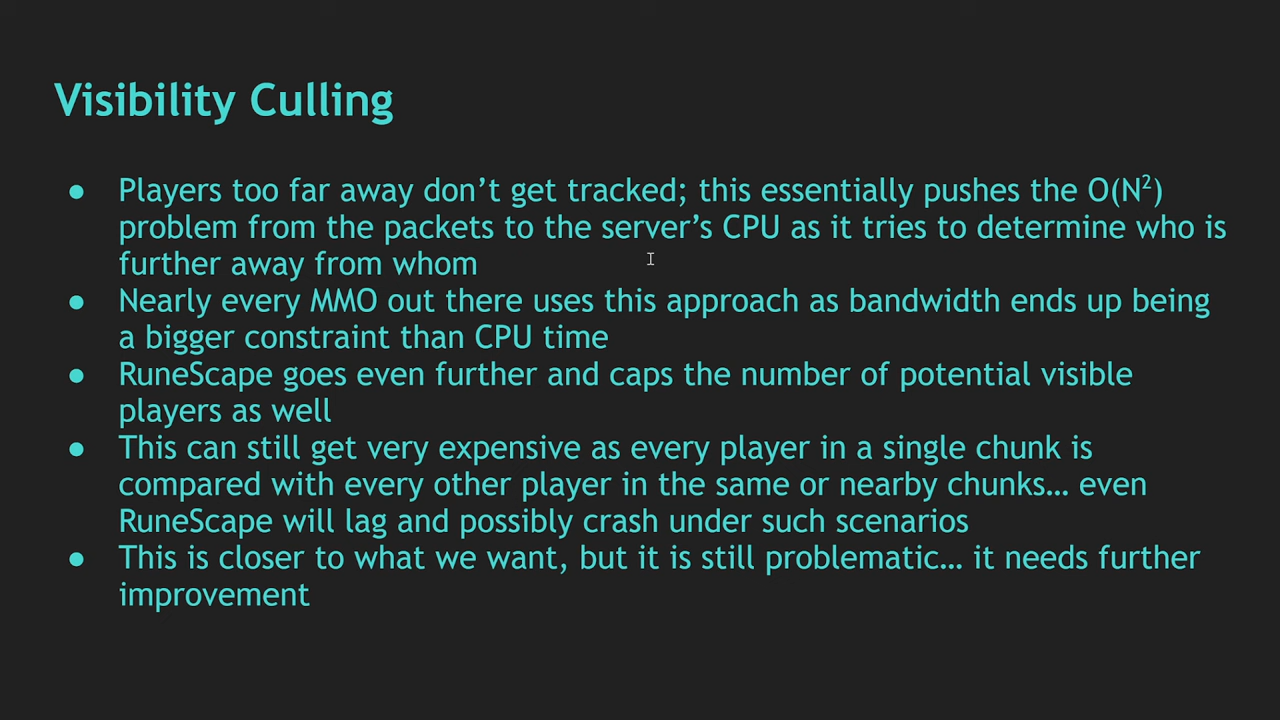 Visibility Culling
● Players too far away don’t get tracked; this essentially pushes the O(N²)
problem from the packets to the server’s CPU as it tries to determine who is
further away from whom
● Nearly every MMO out there uses this approach as bandwidth ends up being
a bigger constraint than CPU time
● RuneScape goes even further and caps the number of potential visible
players as well
● This can still get very expensive as every player in a single chunk is
compared with every other player in the same or nearby chunks… even
RuneScape will lag and possibly crash under such scenarios
● This is closer to what we want, but it is still problematic… it needs further
improvement